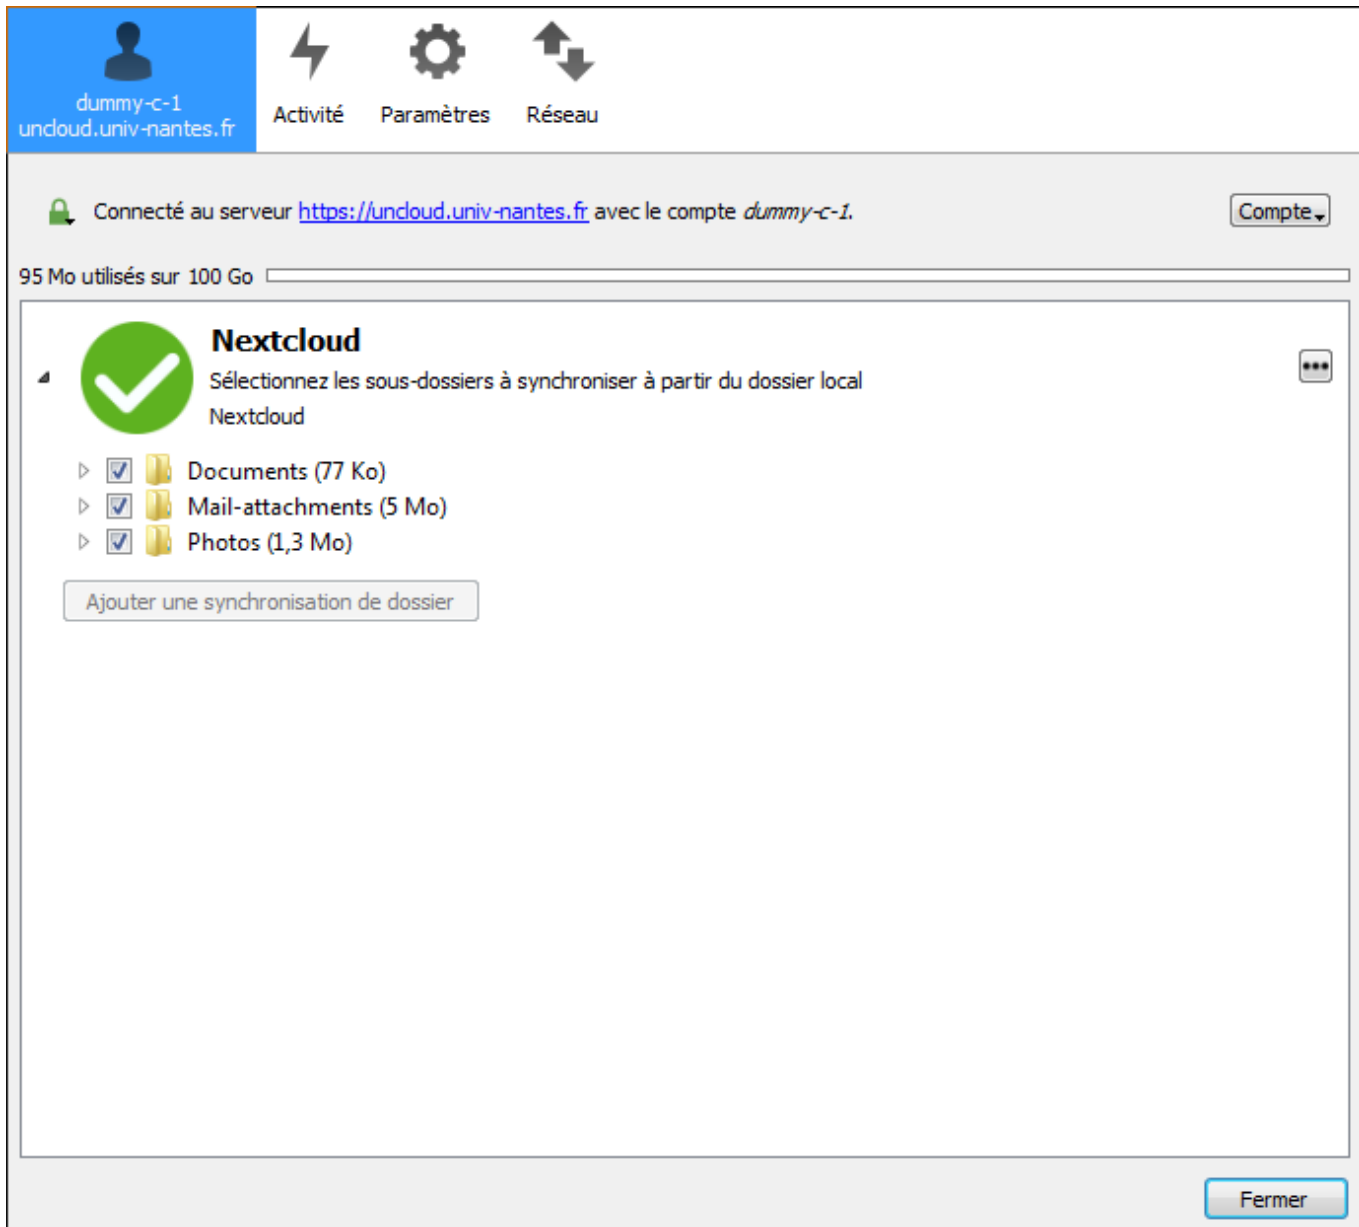 dummy-c-1
uncloud.univ-nantes.fr
Activité
Paramètres
Réseau
Connecté au serveur https://uncloud.univ-nantes.fr avec le compte dummy-c-1.
Compte
95 Mo utilisés sur 100 Go
Nextcloud
Sélectionnez les sous-dossiers à synchroniser à partir du dossier local
Nextcloud
Documents (77 Ko)
Mail-attachments (5 Mo)
Photos (1,3 Mo)
Ajouter une synchronisation de dossier
Fermer